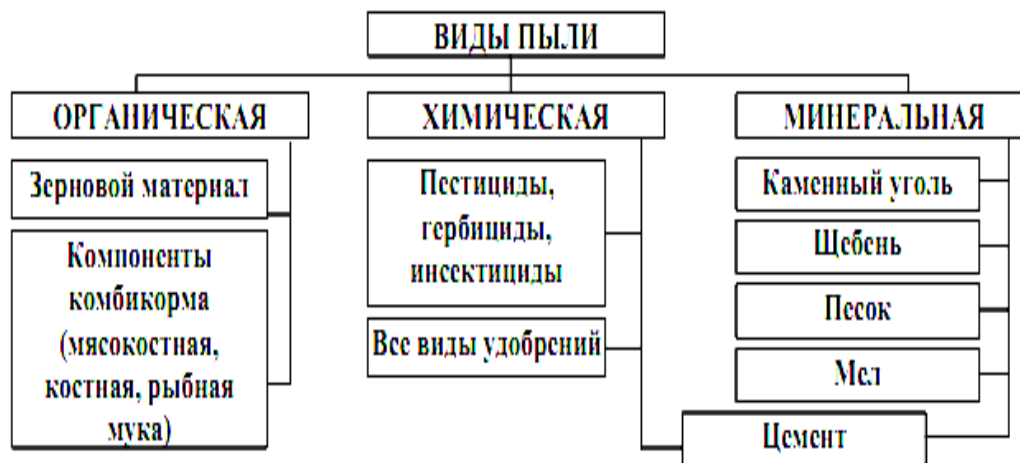 ВИДЫ ПЫЛИ
ОРГАНИЧЕСКАЯ
Зерновой материал
Компоненты
комбикорма
(мясокостная,
костная, рыбная
мука)
ХИМИЧЕСКАЯ
Пестициды,
гербициды,
инсектициды
Все виды удобрений
МИНЕРАЛЬНАЯ
Каменный уголь
Щебень
Песок
Мел
Цемент